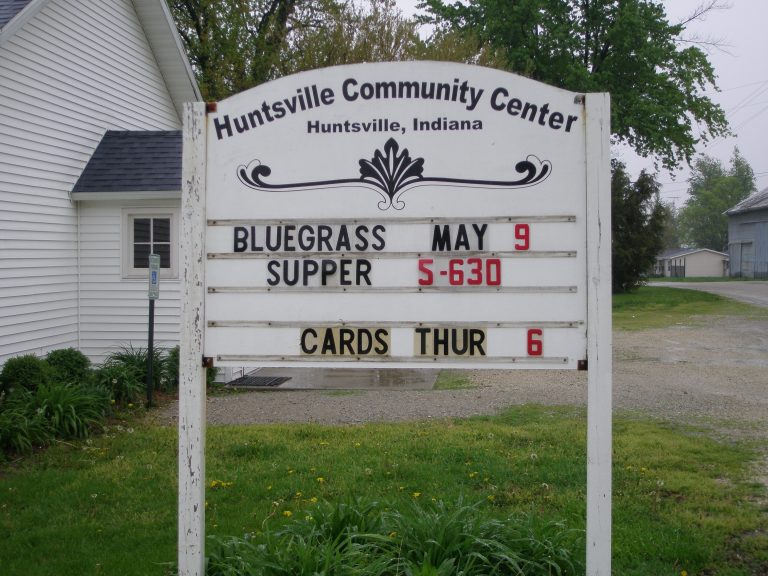 Huntsville Community Center
Huntsville, Indiana
BLUEGRASS MAY 9
SUPPER 5-630
CARDS THUR 6